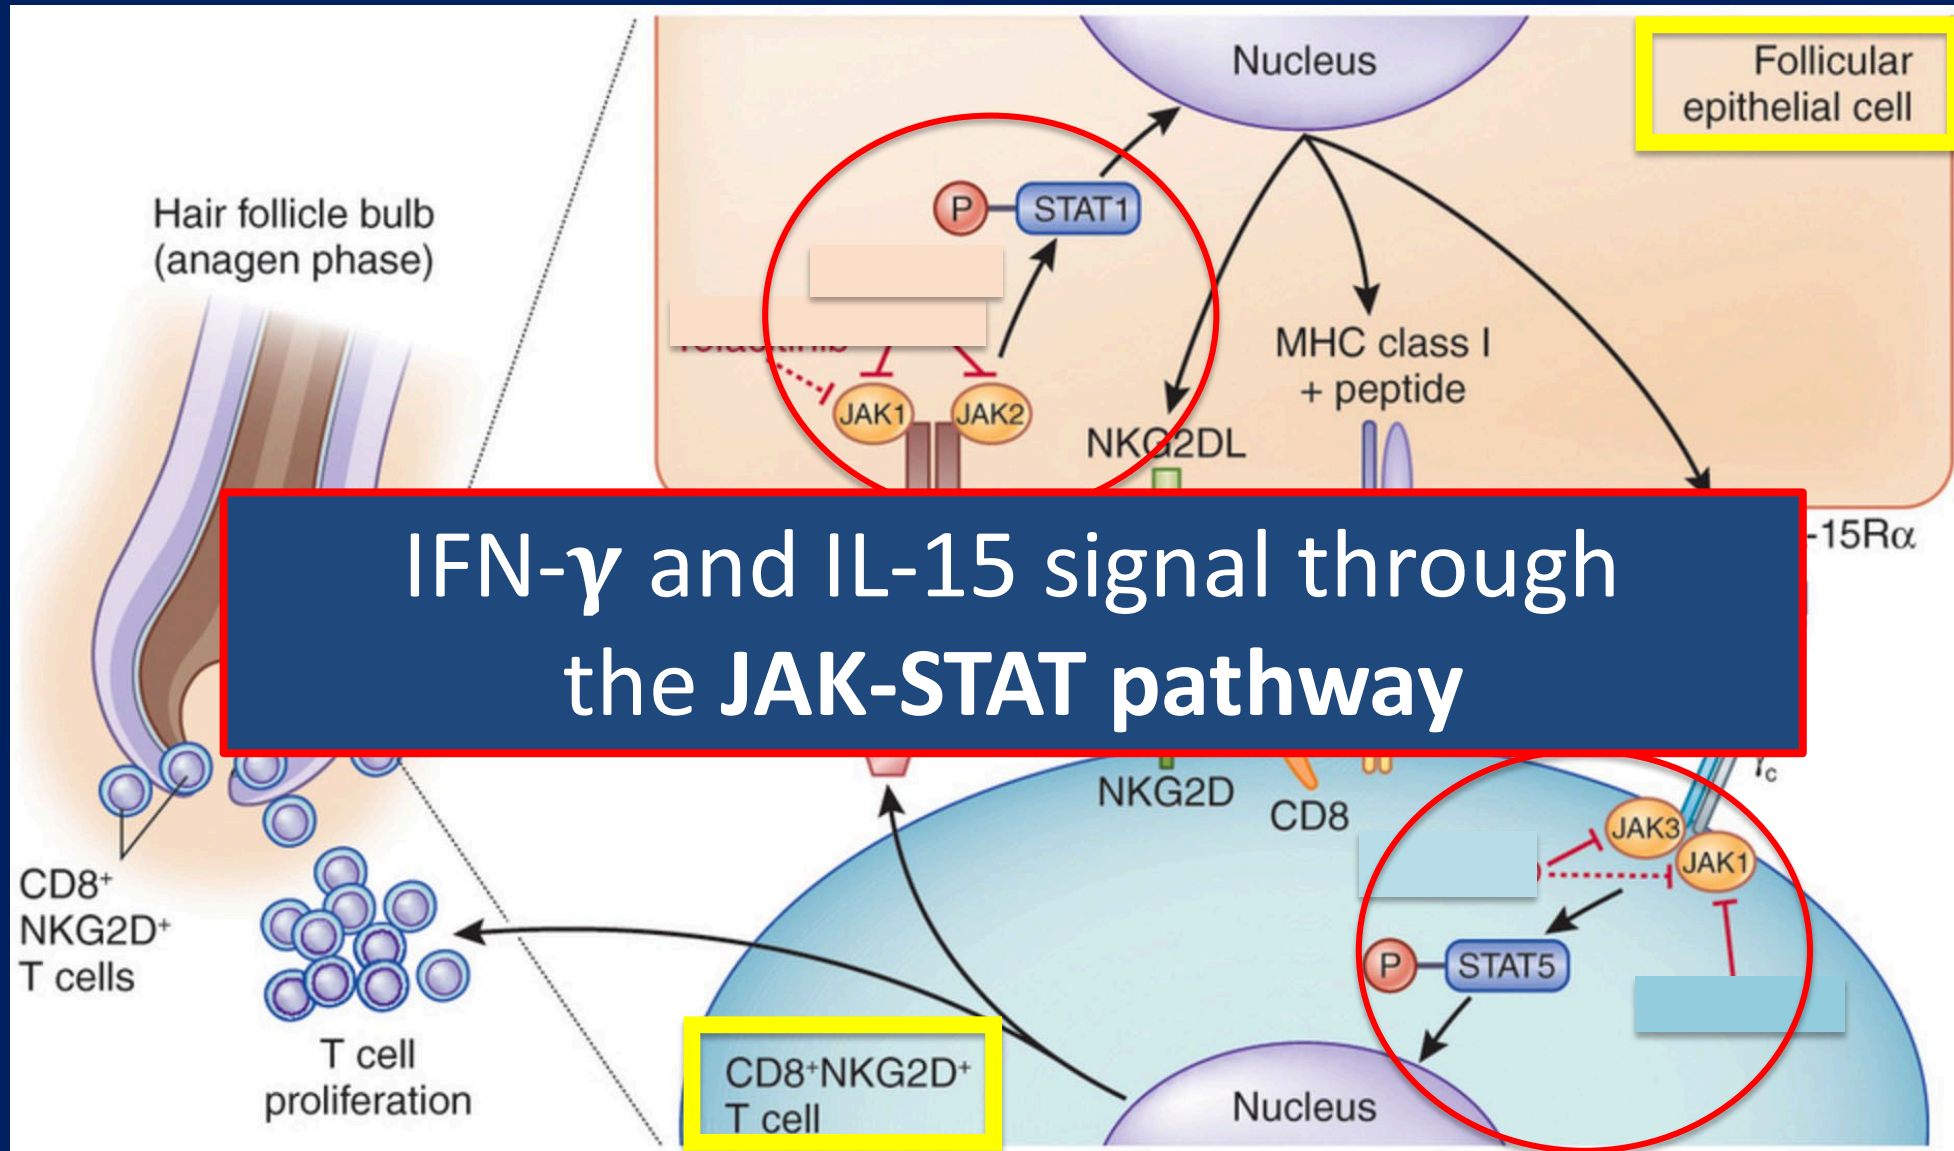 Nucleus
Follicular
epithelial cell
Hair follicle bulb
(anagen phase)
P
STAT1
MHC class I
+ peptide
JAK1
JAK2
NKG2DL
-15Rα
IFN-γ and IL-15 signal through
the JAK-STAT pathway
γc
NKG2D
CD8
JAK3
JAK1
CD8⁺
NKG2D⁺
T cells
P
STAT5
T cell
proliferation
CD8⁺NKG2D⁺
T cell
Nucleus